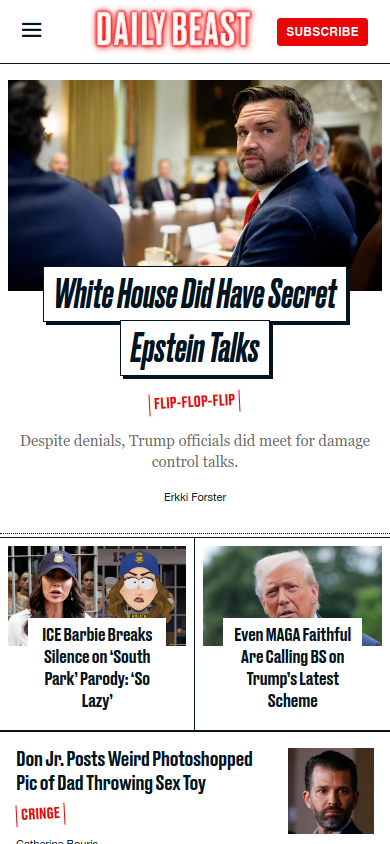 DAILY BEAST
SUBSCRIBE
White House Did Have Secret
Epstein Talks
FLIP-FLOP-FLIP
Despite denials, Trump officials did meet for damage
control talks.
Erkki Forster
13
POLICE
ICE Barbie Breaks
Silence on ‘South
Park’ Parody: ‘So
Lazy’
Even MAGA Faithful
Are Calling BS on
Trump’s Latest
Scheme
Don Jr. Posts Weird Photoshopped
Pic of Dad Throwing Sex Toy
CRINGE
Catherine Bouris